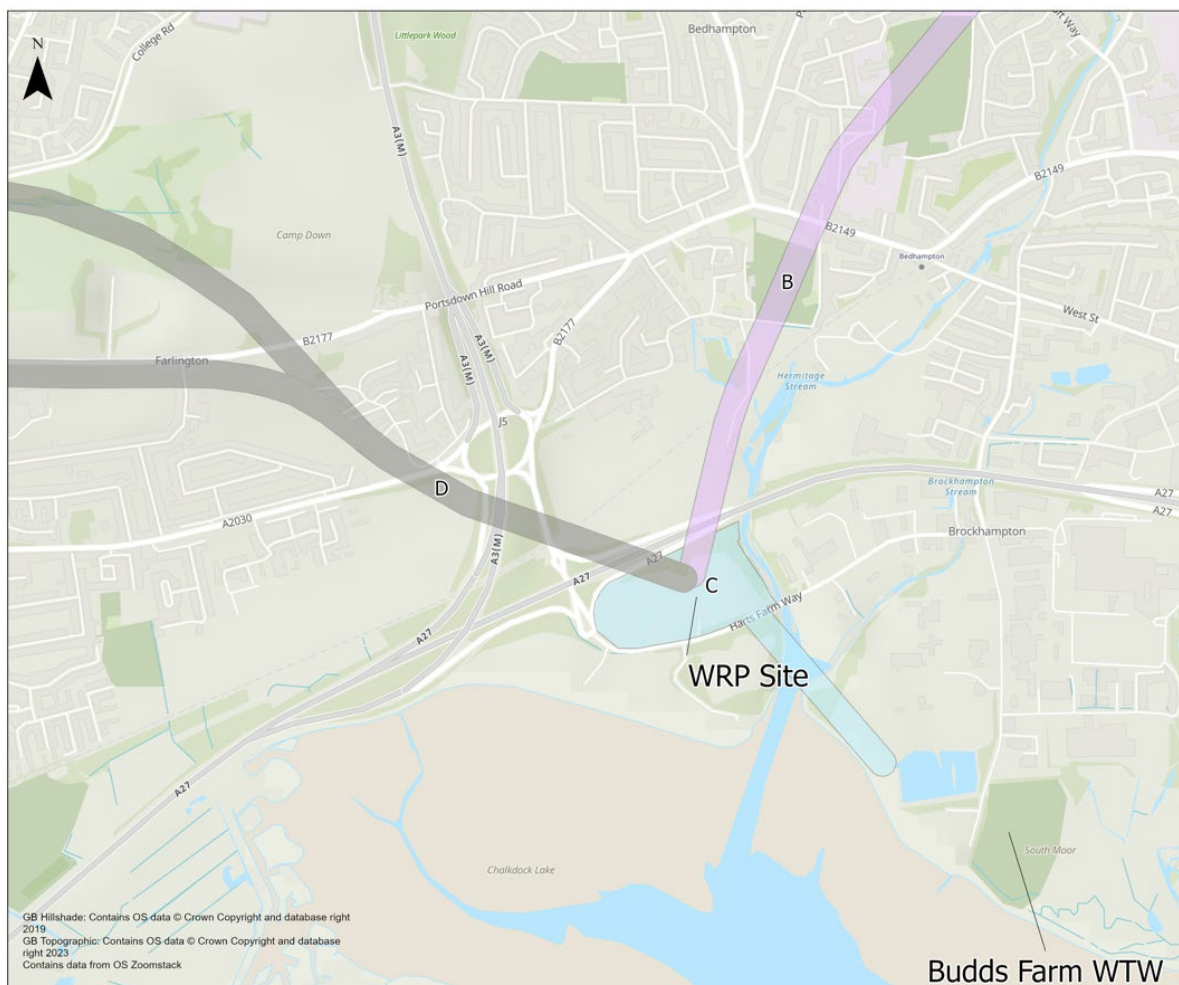 College Rd
Littlepark Wood
Bedhampton
ort Way
N
A3(M)
B2149
Camp Down
B2149
Bedhampton
Portsdown Hill Road
B
West St
B2177
B2177
Farlington
A3(M)
A3(M)
Hermitage
Stream
J5
D
Brockhampton
Stream
A27
A27
A2030
Brockhampton
A3(M)
A27
A27
C
Harts Farm Way
A27
WRP Site
A27
South Moor
Chalkdock Lake
GB Hillshade: Contains OS data © Crown Copyright and database right
2019
GB Topographic: Contains OS data © Crown Copyright and database
right 2023
Contains data from OS Zoomstack
Budds Farm WTW